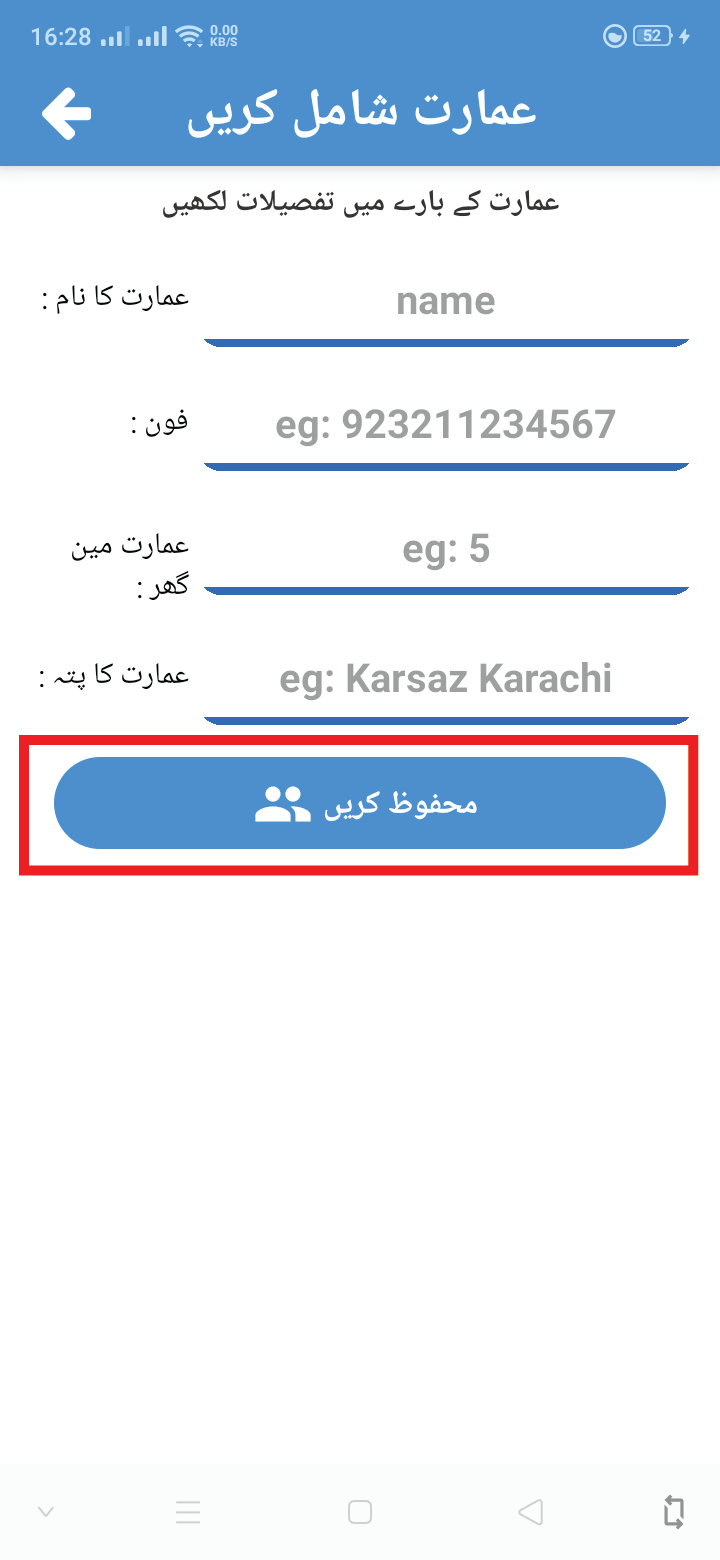 16:28 0.00 KB/S 52
عمارت شامل کریں
عمارت کے بارے میں تفصیلات لکھیں
عمارت کا نام :
name
فون :
eg: 923211234567
عمارت مین
گھر :
eg: 5
عمارت کا پتہ :
eg: Karsaz Karachi
محفوظ کریں